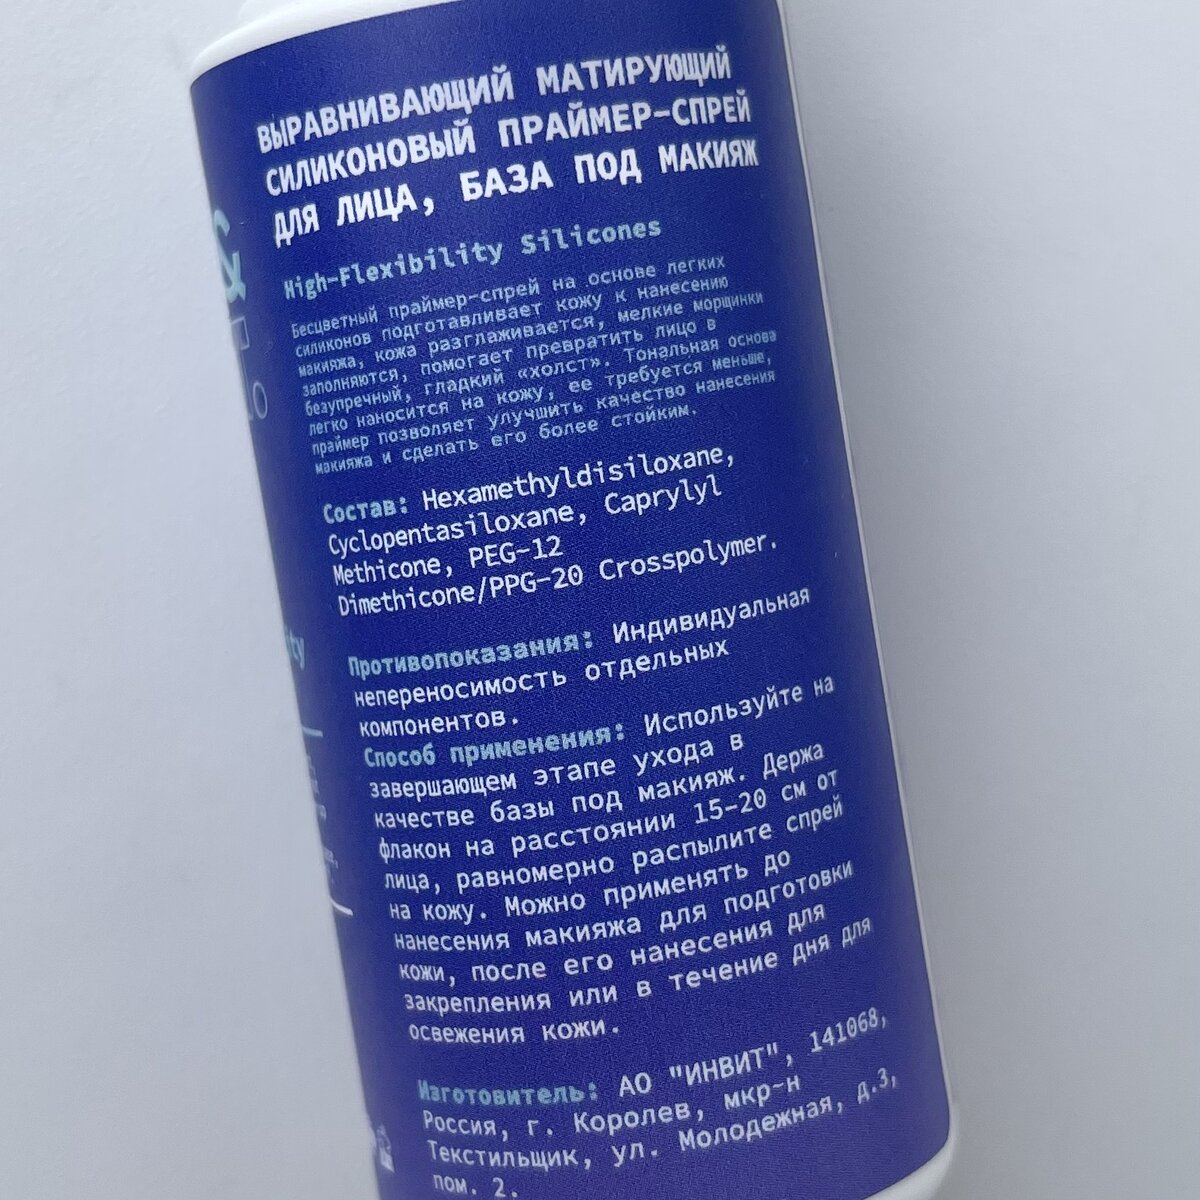 ВЫРАВНИВАЮЩИЙ МАТИРУЮЩИЙ
СИЛИКОНОВЫЙ ПРАЙМЕР-СПРЕЙ
ДЛЯ ЛИЦА, БАЗА ПОД МАКИЯЖ
High-Flexibility Silicones
Бесцветный праймер-спрей на основе легких
силиконов подготавливает кожу к нанесению
макияжа, кожа разглаживается, мелкие морщинки
заполняются, помогает превратить лицо в
безупречный, гладкий «холст». Тональная основа
легко наносится на кожу, ее требуется меньше,
праймер позволяет улучшить качество нанесения
макияжа и сделать его более стойким.
Состав: Hexamethyldisiloxane,
Cyclopentasiloxane, Caprylyl
Methicone, PEG-12
Dimethicone/PPG-20 Crosspolymer.
Противопоказания: Индивидуальная
непереносимость отдельных
компонентов.
Способ применения: Используйте на
завершающем этапе ухода в
качестве базы под макияж. Держа
флакон на расстоянии 15-20 см от
лица, равномерно распылите спрей
на кожу. Можно применять до
нанесения макияжа для подготовки
кожи, после его нанесения для
закрепления или в течение дня для
освежения кожи.
Изготовитель: АО "ИНВИТ", 141068,
Россия, г. Королев, мкр-н
Текстильщик, ул. Молодежная, д.3,
пом. 2.
&